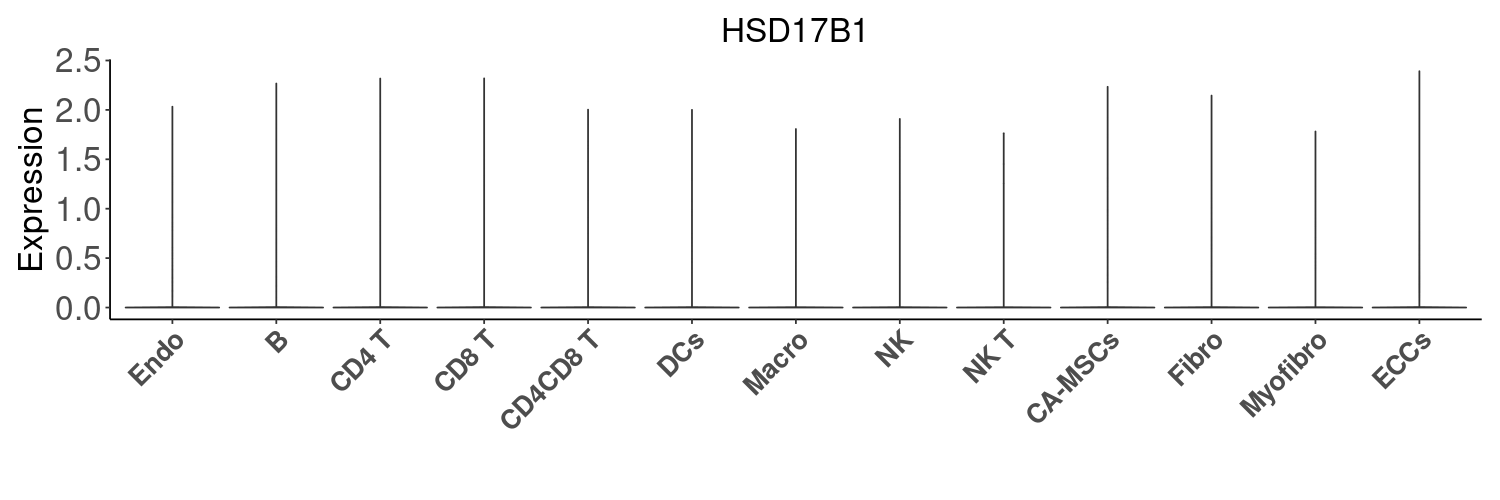 HSD17B1
Expression
2.5
2.0
1.5
1.0
0.5
0.0
Endo
B
CD4 T
CD8 T
CD4CD8 T
DCs
Macro
NK
NK T
CA-MSCs
Fibro
Myofibro
ECCs